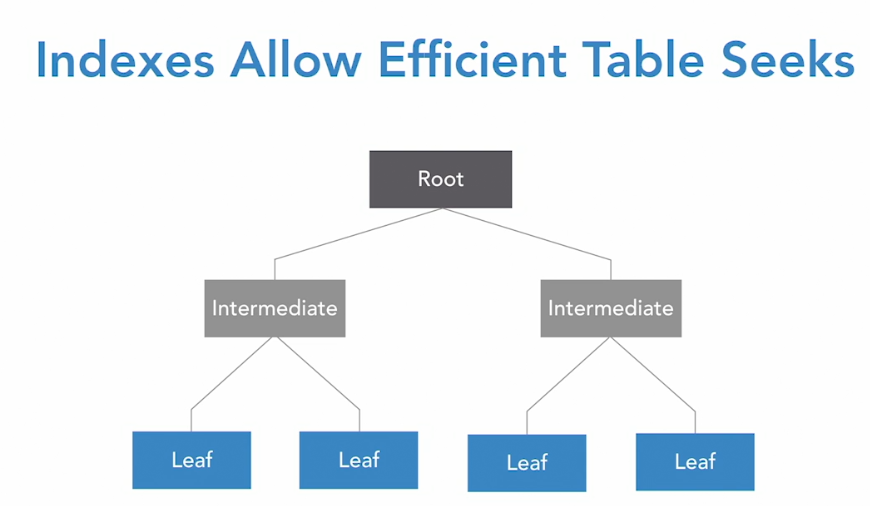 Indexes Allow Efficient Table Seeks
Root
Intermediate
Intermediate
Leaf
Leaf
Leaf
Leaf